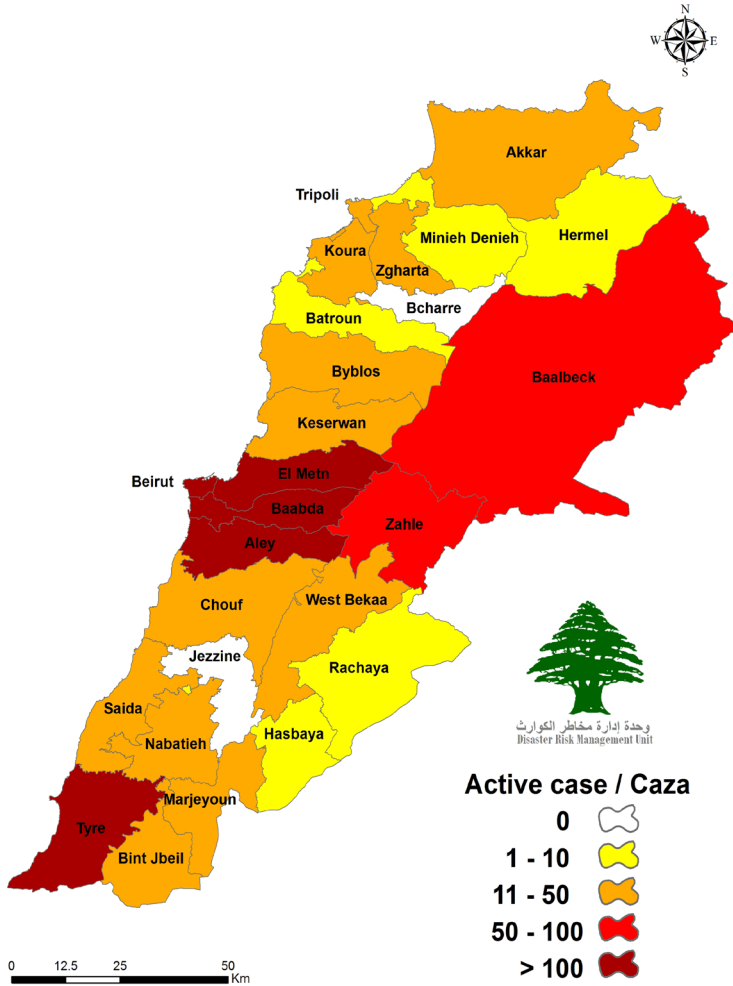 N
W E
S
Akkar
Tripoli
Minieh Denieh
Hermel
Koura
Zgharta
Bcharre
Batroun
Byblos
Baalbeck
Keserwan
El Metn
Beirut
Baabda
Zahle
Aley
Chouf
West Bekaa
Jezzine
Rachaya
Saida
Hasbaya
Nabatieh
وحدة إدارة مخاطر الكوارث
Disaster Risk Management Unit
Marjeyoun
Tyre
Bint Jbeil
Active case / Caza
0
1 - 10
11 - 50
50 - 100
> 100
0 12.5 25 50
Km